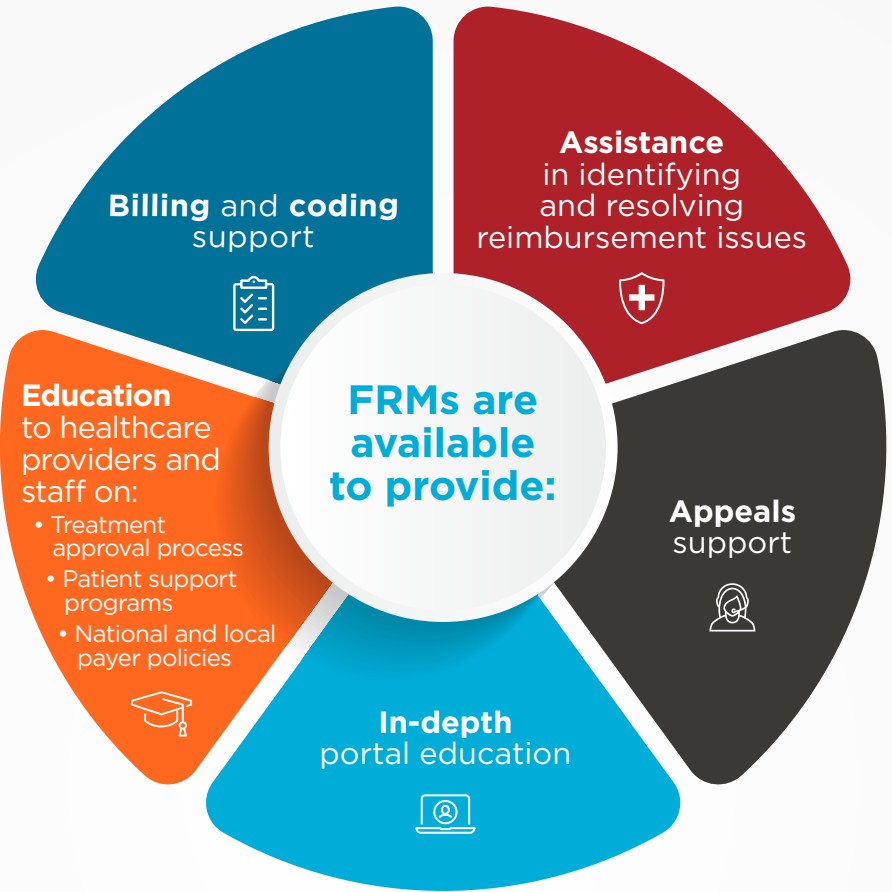 FRMs are
available
to provide:
Billing and coding
support
Assistance
in identifying
and resolving
reimbursement issues
Appeals
support
In-depth
portal education
Education
to healthcare
providers and
staff on:
• Treatment
approval process
• Patient support
programs
• National and local
payer policies